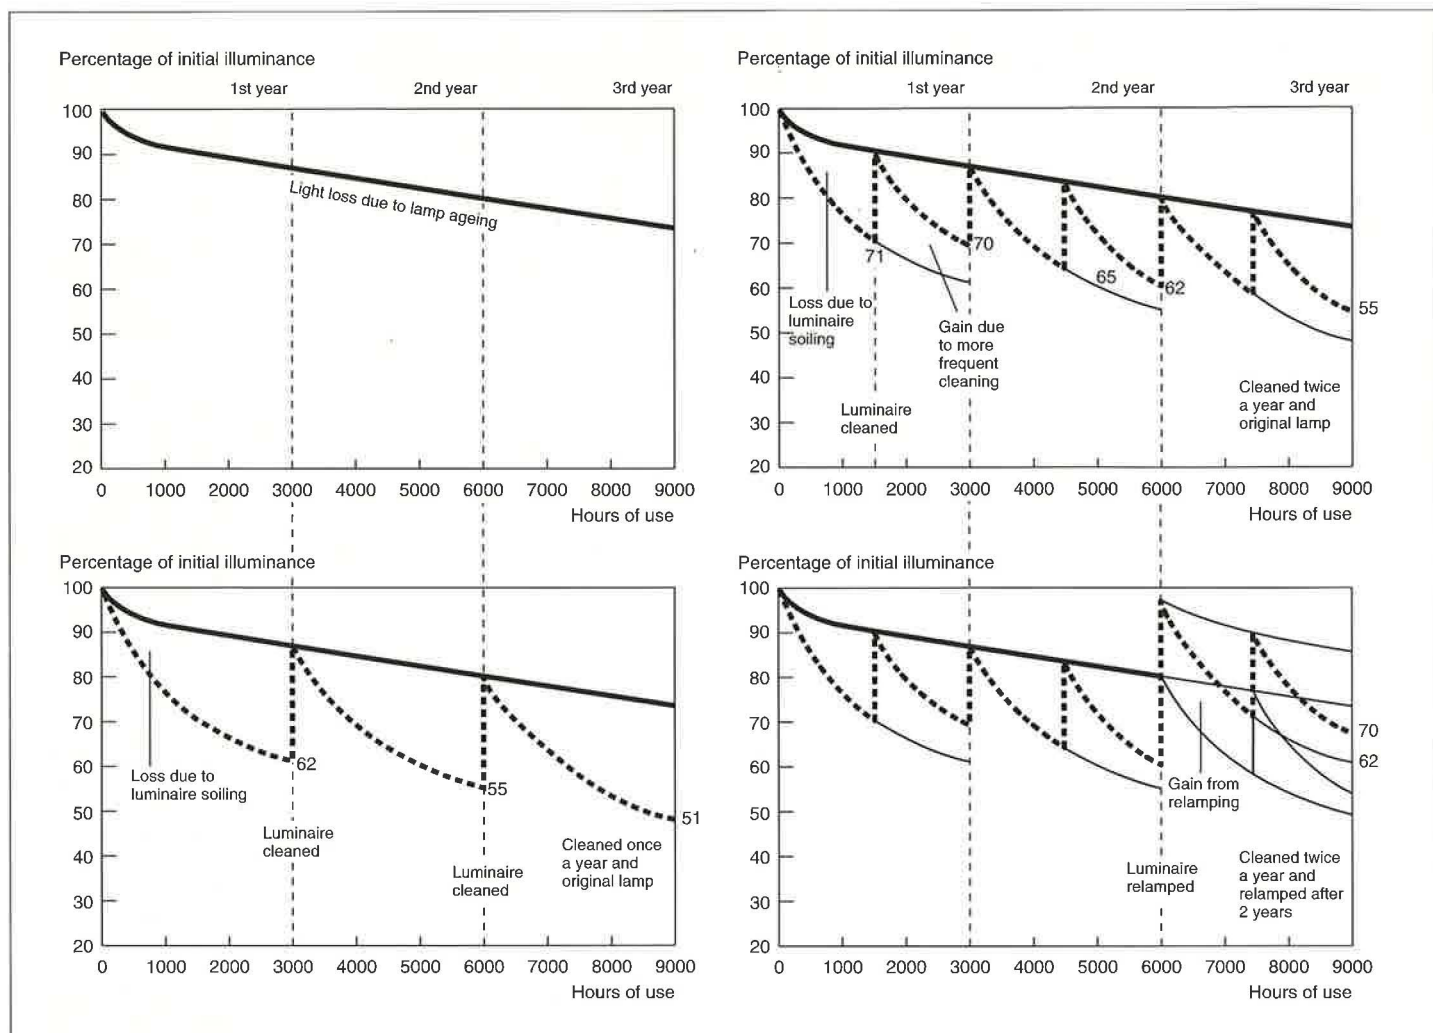 Percentage of initial illuminance
1st year 2nd year 3rd year
100
90
80
70
60
50
40
30
20
Light loss due to lamp ageing
0 1000 2000 3000 4000 5000 6000 7000 8000 9000
Hours of use
Percentage of initial illuminance
1st year 2nd year 3rd year
100
90
80
70
60
50
40
30
20
71
70
65
62
55
Loss due to
luminaire
soiling
Gain due
to more
frequent
cleaning
Luminaire
cleaned
Cleaned twice
a year and
original lamp
0 1000 2000 3000 4000 5000 6000 7000 8000 9000
Hours of use
Percentage of initial illuminance
100
90
80
70
60
50
40
30
20
62
55
51
Loss due to
luminaire soiling
Luminaire
cleaned
Luminaire
cleaned
Cleaned once
a year and
original lamp
0 1000 2000 3000 4000 5000 6000 7000 8000 9000
Hours of use
Percentage of initial illuminance
100
90
80
70
60
50
40
30
20
70
62
Gain from
relamping
Luminaire
relamped
Cleaned twice
a year and
relamped after
2 years
0 1000 2000 3000 4000 5000 6000 7000 8000 9000
Hours of use